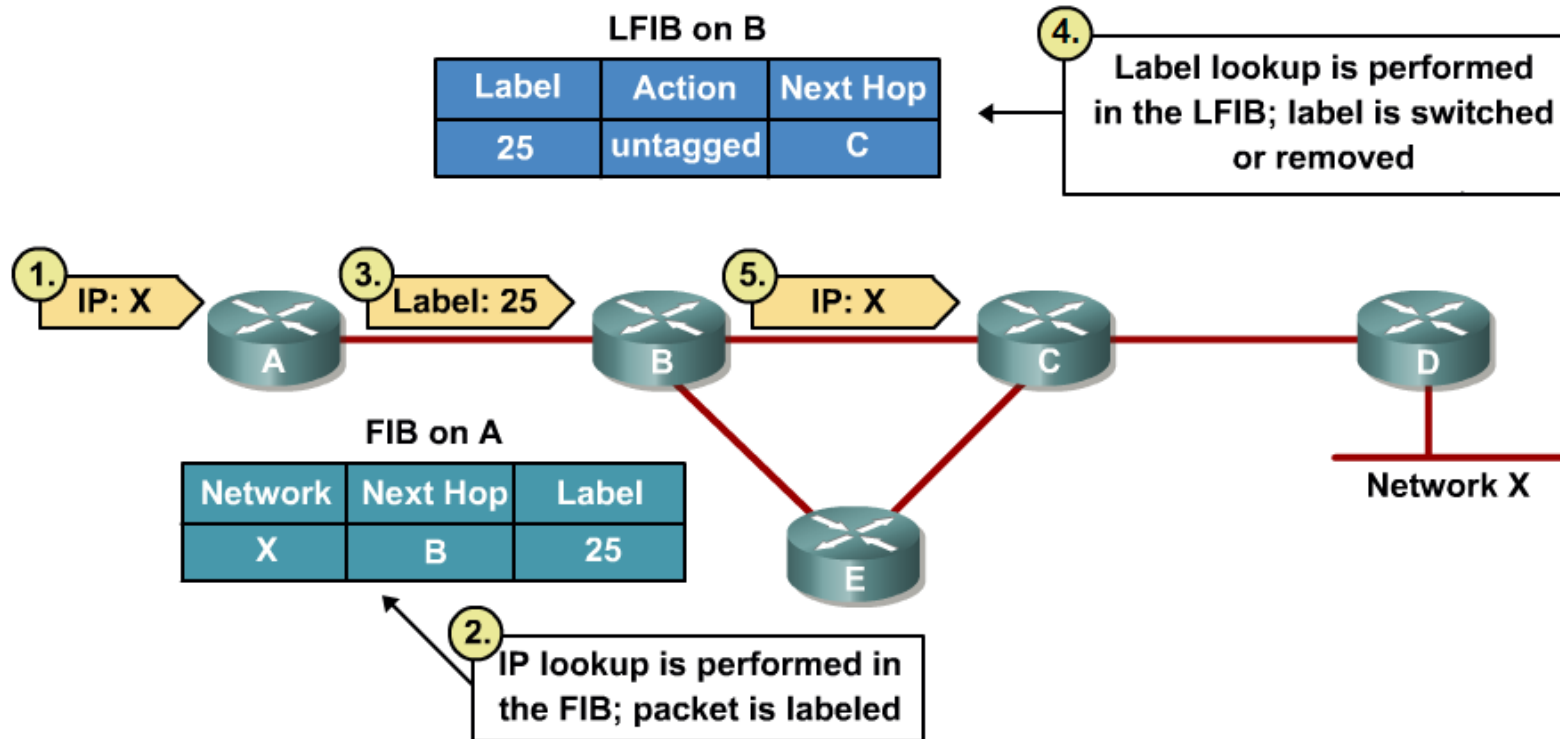 LFIB on B
Label Action Next Hop
25 untagged C
4.
Label lookup is performed
in the LFIB; label is switched
or removed
1.
IP: X
3.
Label: 25
5.
IP: X
A
B
C
D
FIB on A
Network Next Hop Label
X B 25
Network X
E
2.
IP lookup is performed in
the FIB; packet is labeled